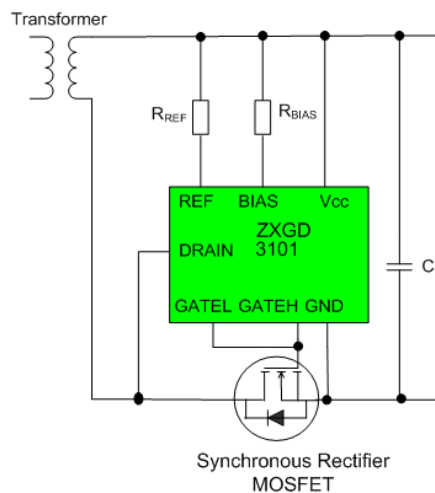 Transformer
RREF
RBIAS
REF BIAS Vcc
ZXGD
DRAIN 3101
C
GATEL GATEH GND
Synchronous Rectifier
MOSFET